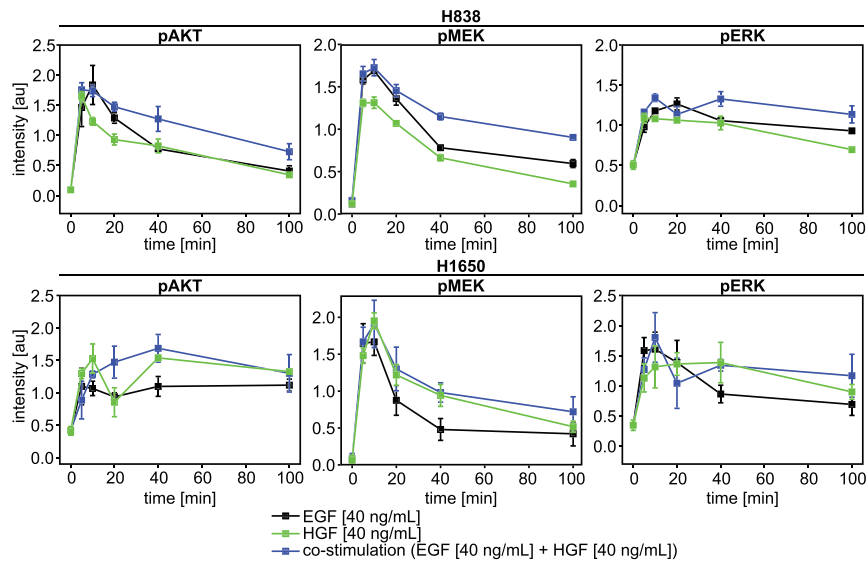 H838
pAKT pMEK pERK
intensity [au]
2.5 2.0 1.5 1.0 0.5 0.0
2.0 1.5 1.0 0.5 0.0
2.0 1.5 1.0 0.5 0.0
0 20 40 60 80 100 0 20 40 60 80 100 0 20 40 60 80 100
time [min] time [min] time [min]
H1650
pAKT pMEK pERK
intensity [au]
2.5 2.0 1.5 1.0 0.5 0.0
2.0 1.5 1.0 0.5 0.0
2.5 2.0 1.5 1.0 0.5 0.0
0 20 40 60 80 100 0 20 40 60 80 100 0 20 40 60 80 100
time [min] time [min] time [min]
EGF [40 ng/mL]
HGF [40 ng/mL]
co-stimulation (EGF [40 ng/mL] + HGF [40 ng/mL])